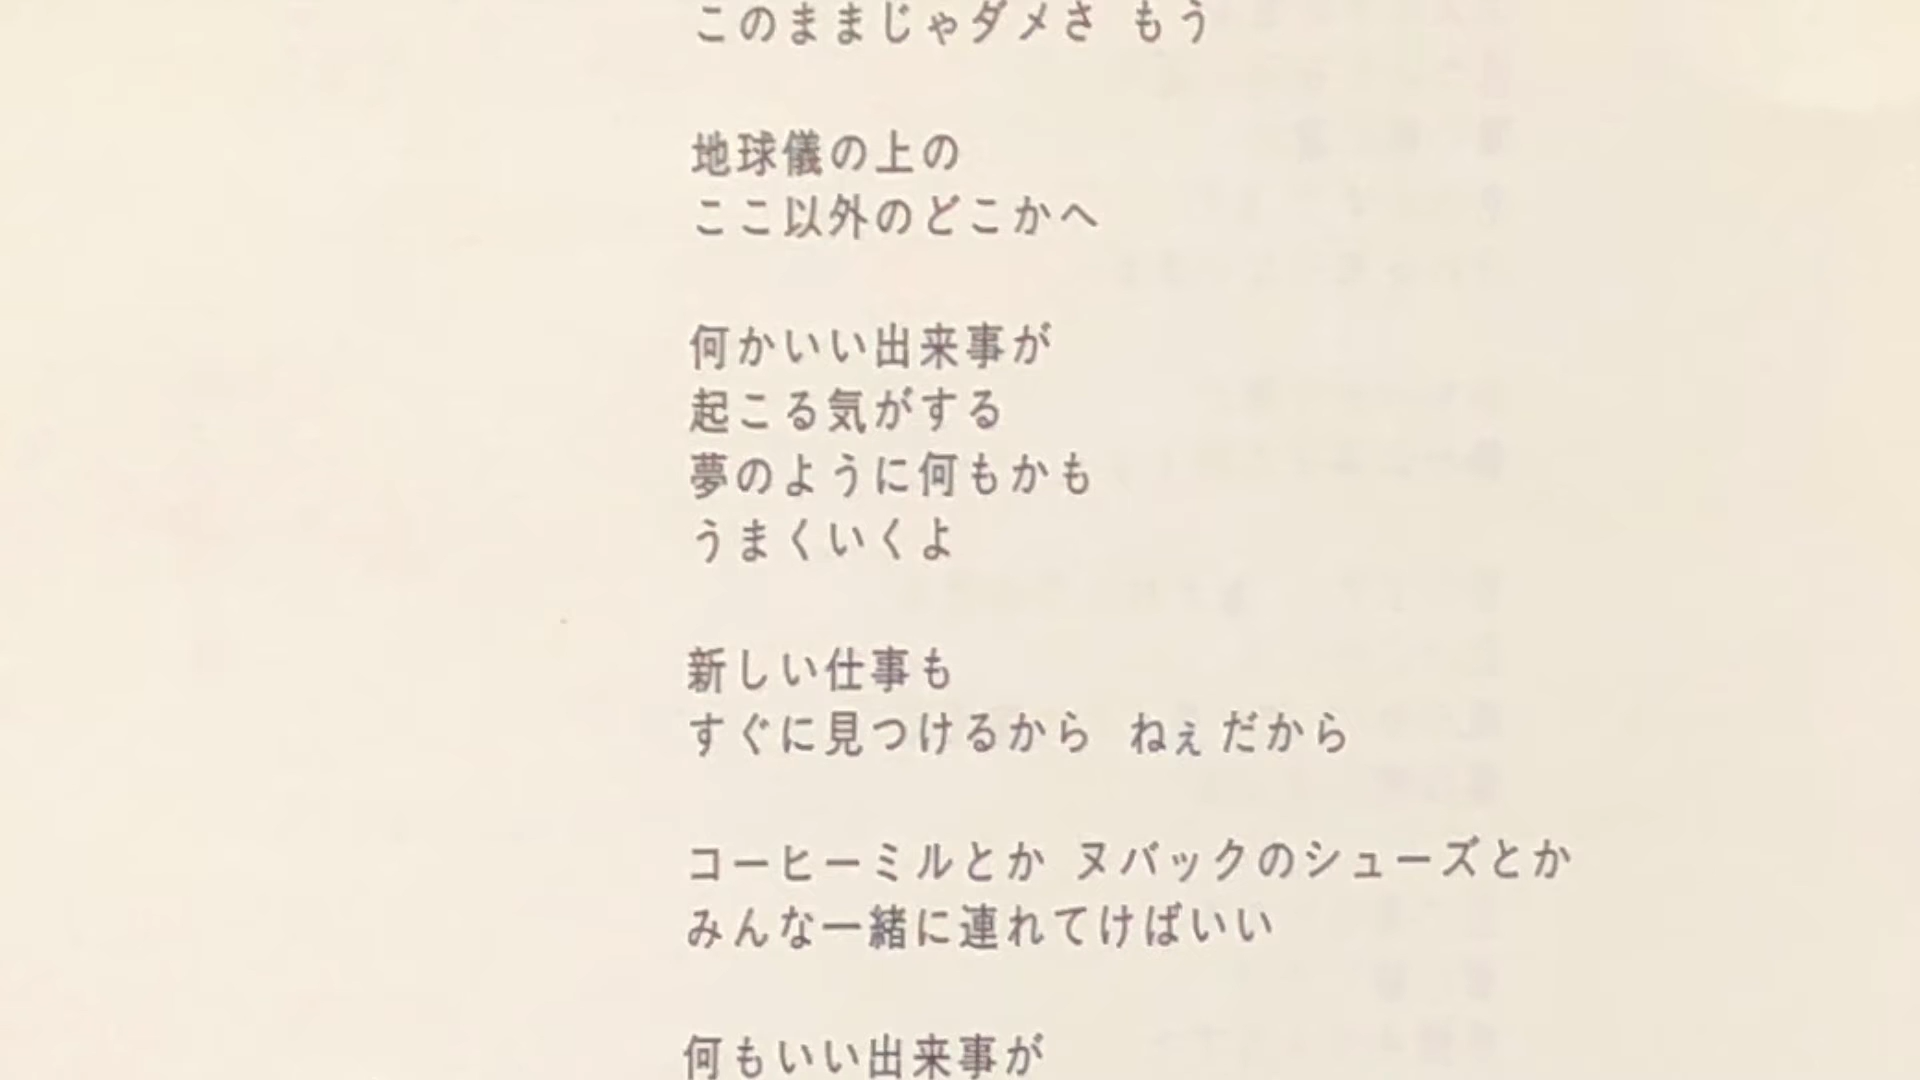 このままじゃダメさ もう
地球儀の上の
ここ以外のどこかへ
何かいい出来事が
起こる気がする
夢のように何もかも
うまくいくよ
新しい仕事も
すぐに見つけるから ねぇだから
コーヒーミルとか ヌバックのシューズとか
みんな一緒に連れてけばいい
何もいい出来事が